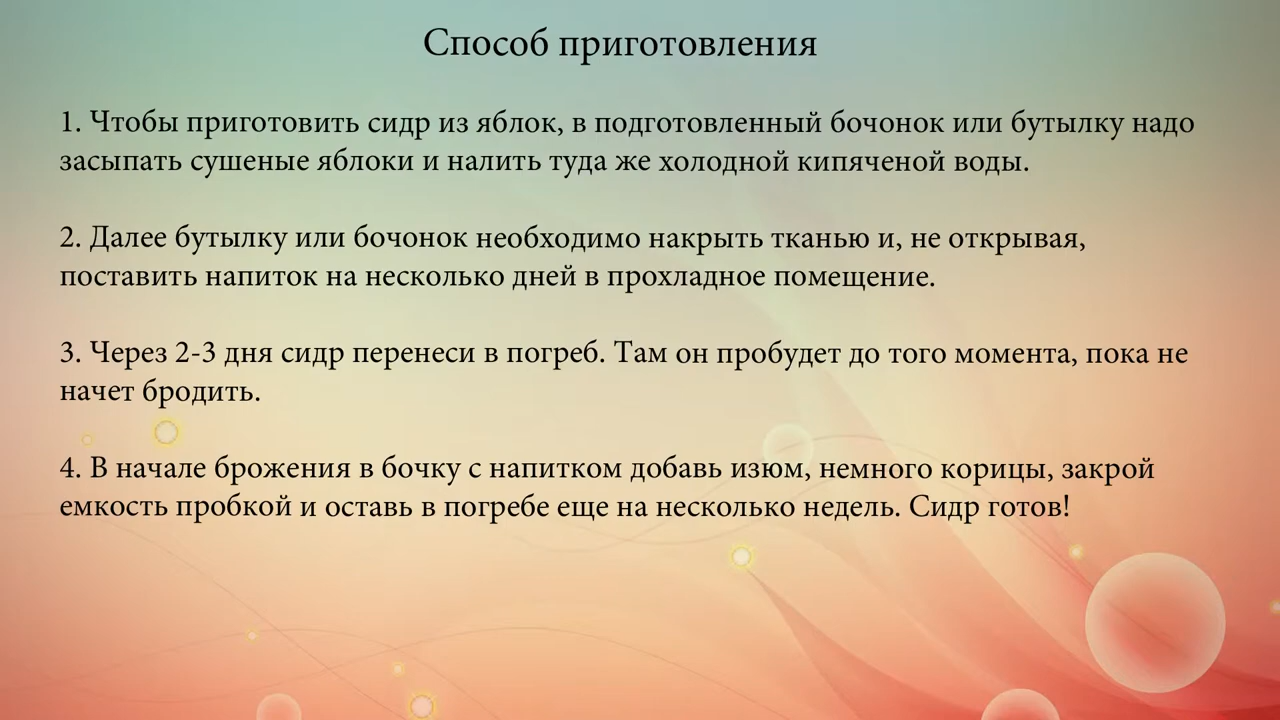 Способ приготовления
1. Чтобы приготовить сидр из яблок, в подготовленный бочонок или бутылку надо
засыпать сушеные яблоки и налить туда же холодной кипяченой воды.
2. Далее бутылку или бочонок необходимо накрыть тканью и, не открывая,
поставить напиток на несколько дней в прохладное помещение.
3. Через 2-3 дня сидр перенеси в погреб. Там он пробудет до того момента, пока не
начет бродить.
4. В начале брожения в бочку с напитком добавь изюм, немного корицы, закрой
емкость пробкой и оставь в погребе еще на несколько недель. Сидр готов!